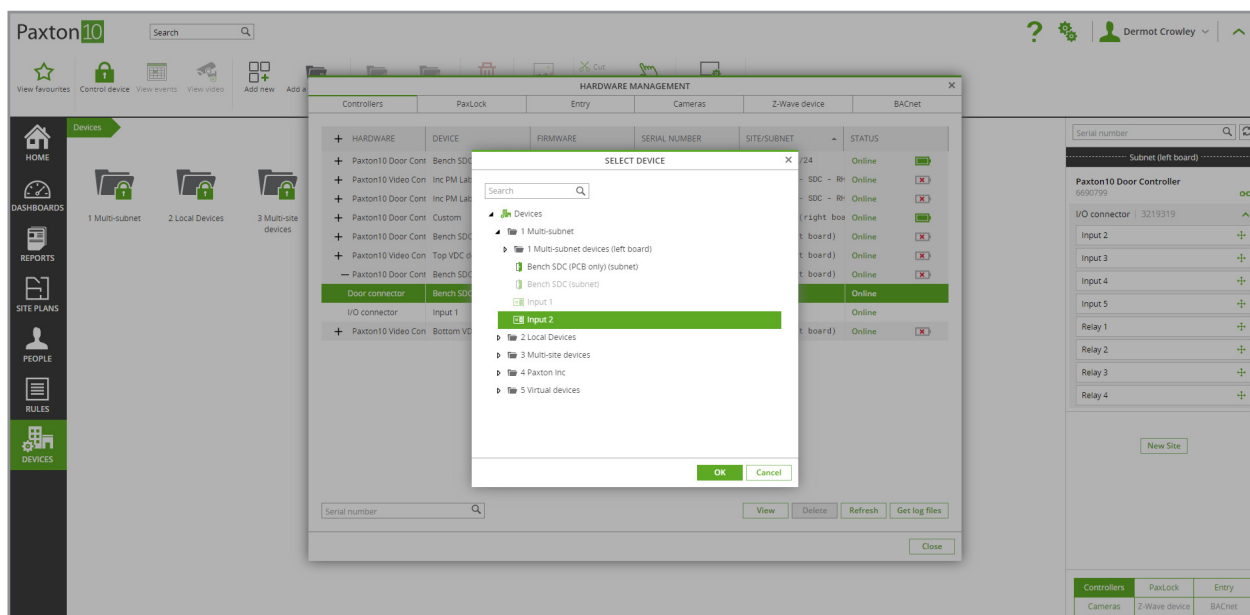 Paxton10
Search
Dermot Crowley
View favourites
Control device
View events
View video
Add new
Add a
Cut
HARDWARE MANAGEMENT
Controllers
PaxLock
Entry
Cameras
Z-Wave device
BACnet
HARDWARE DEVICE FIRMWARE SERIAL NUMBER SITE/SUBNET STATUS
Paxton10 Door Cont Bench SDC /24 Online
Paxton10 Video Con Inc PM Lab - SDC - RH Online
Paxton10 Door Cont Inc PM Lab - SDC - RH Online
Paxton10 Door Cont Custom (right boa Online
Paxton10 Door Cont Bench SDC t board) Online
Paxton10 Video Con Top VDC t board) Online
Paxton10 Door Cont Bench SDC t board) Online
Door connector Bench SDC Online
I/O connector Input 1 Online
Paxton10 Video Con Bottom VD t board) Online
Serial number
View
Delete
Refresh
Get log files
Close
SELECT DEVICE
Search
Devices
1 Multi-subnet
1 Multi-subnet devices (left board)
Bench SDC (PCB only) (subnet)
Bench SDC (subnet)
Input 1
Input 2
2 Local Devices
3 Multi-site devices
4 Paxton Inc
5 Virtual devices
OK
Cancel
HOME
DASHBOARDS
REPORTS
SITE PLANS
PEOPLE
RULES
DEVICES
Devices
1 Multi-subnet
2 Local Devices
3 Multi-site
devices
Serial number
Subnet (left board)
Paxton10 Door Controller
6690799
I/O connector | 3219319
Input 2
Input 3
Input 4
Input 5
Relay 1
Relay 2
Relay 3
Relay 4
New Site
Controllers
PaxLock
Entry
Cameras
Z-Wave device
BACnet